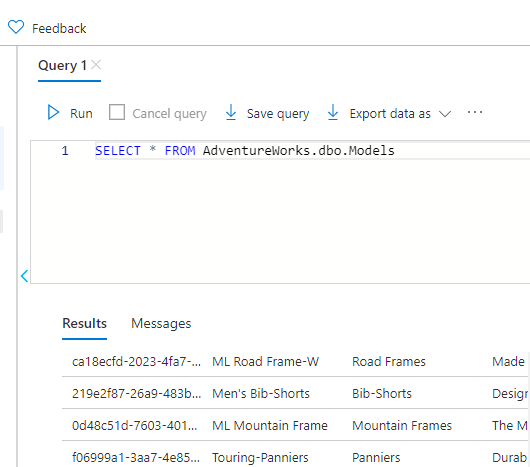 Feedback
Query 1
Run Cancel query Save query Export data as ...
1 SELECT * FROM AdventureWorks.dbo.Models
Results Messages
ca18ecfd-2023-4fa7-... ML Road Frame-W Road Frames Made
219e2f87-26a9-483b... Men's Bib-Shorts Bib-Shorts Desigr
0d48c51d-7603-401... ML Mountain Frame Mountain Frames The M
f06999a1-3aa7-4e85... Touring-Panniers Panniers Durab